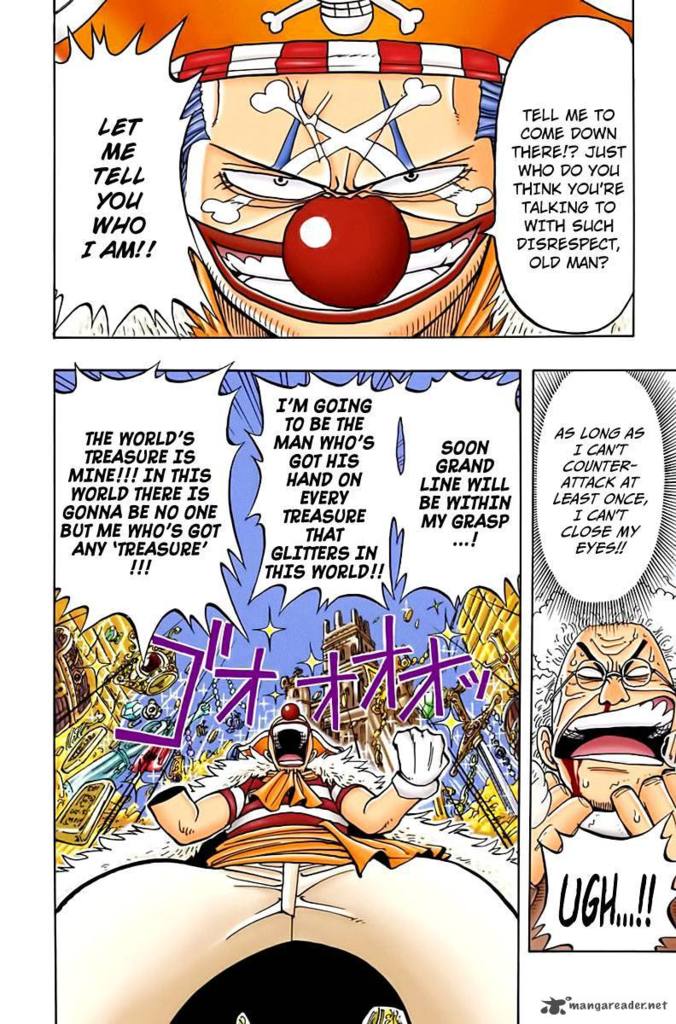 TELL ME TO
COME DOWN
THERE!? JUST
WHO DO YOU
THINK YOU'RE
TALKING TO
WITH SUCH
DISRESPECT,
OLD MAN?
LET
ME
TELL
YOU
WHO
I AM!!
AS LONG AS
I CAN'T
COUNTER-
ATTACK AT
LEAST ONCE,
I CAN'T
CLOSE MY
EYES!!
UGH...!!
SOON
GRAND
LINE WILL
BE WITHIN
MY GRASP
...!
I'M GOING
TO BE THE
MAN WHO'S
GOT HIS
HAND ON
EVERY
TREASURE
THAT
GLITTERS IN
THIS WORLD!!
THE WORLD'S
TREASURE IS
MINE!!! IN THIS
WORLD THERE IS
GONNA BE NO ONE
BUT ME WHO'S GOT
ANY 'TREASURE'
!!!
ゴオオオオッ
mangareader.net